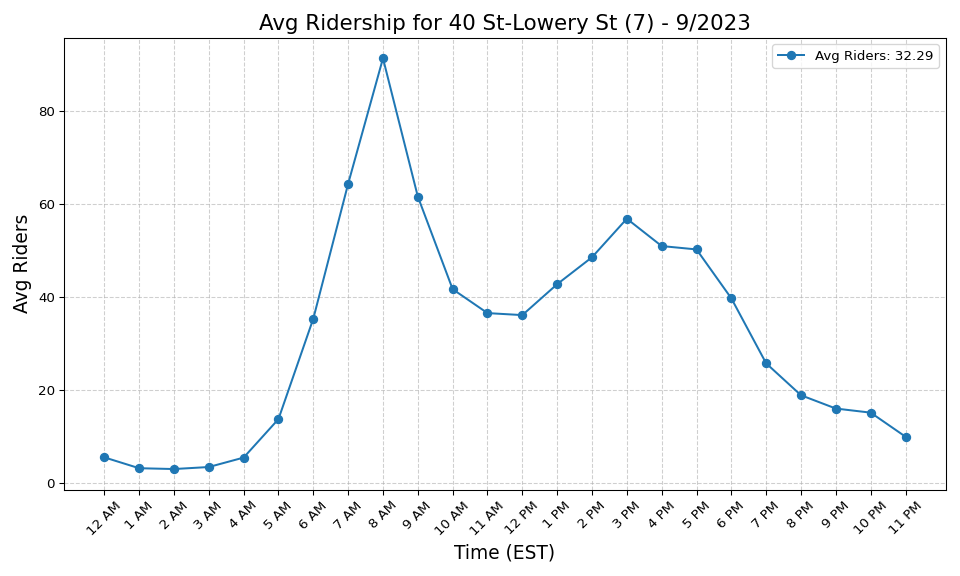 Avg Ridership for 40 St-Lowery St (7) - 9/2023
Avg Riders: 32.29
Avg Riders
80
60
40
20
0
12 AM
1 AM
2 AM
3 AM
4 AM
5 AM
6 AM
7 AM
8 AM
9 AM
10 AM
11 AM
12 PM
1 PM
2 PM
3 PM
4 PM
5 PM
6 PM
7 PM
8 PM
9 PM
10 PM
11 PM
Time (EST)